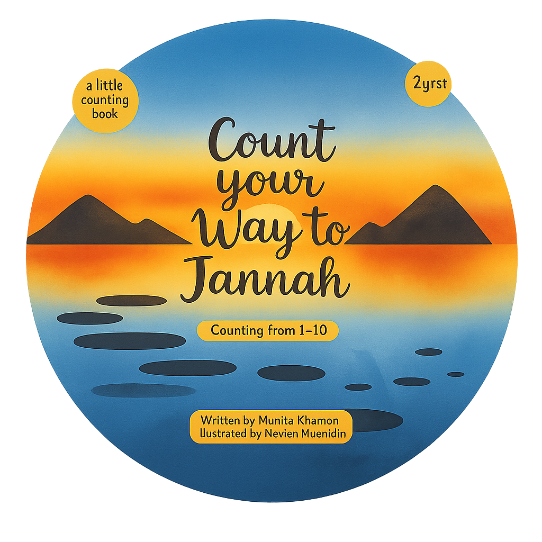 a little
counting
book
2yrst
Count
your
Way to
Jannah
Counting from 1–10
Written by Munita Khamon
llustrated by Nevien Muenidin